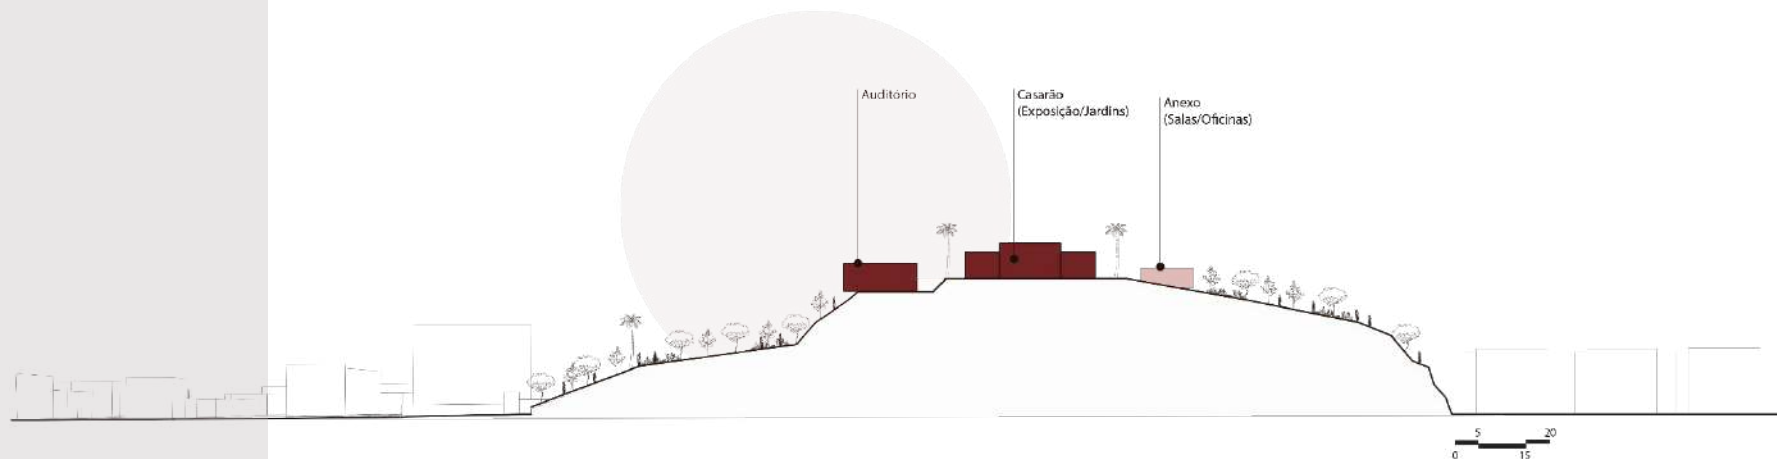 Auditório
Casarão
(Exposição/Jardins)
Anexo
(Salas/Oficinas)
5 20
0 15